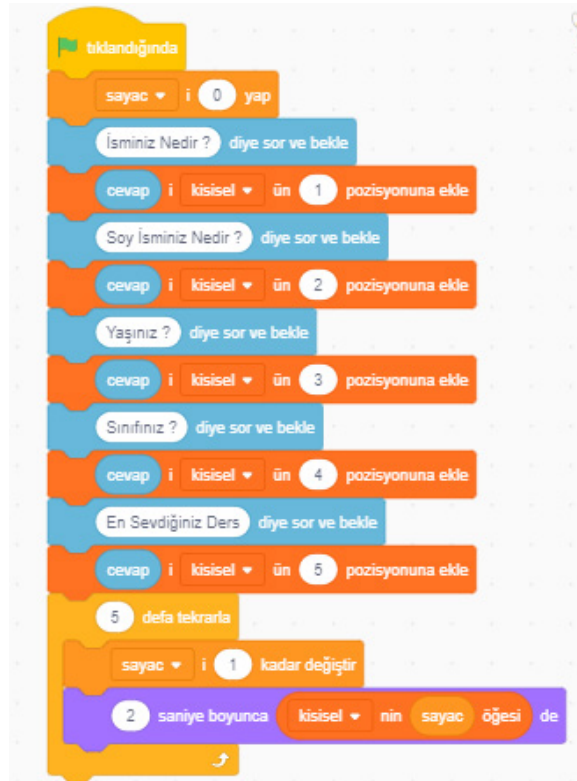 tıklandığında
sayac i 0 yap
İsminiz Nedir ? diye sor ve bekle
cevap i kisisel ün 1 pozisyonuna ekle
Soy İsminiz Nedir ? diye sor ve bekle
cevap i kisisel ün 2 pozisyonuna ekle
Yaşınız ? diye sor ve bekle
cevap i kisisel ün 3 pozisyonuna ekle
Sınıfınız ? diye sor ve bekle
cevap i kisisel ün 4 pozisyonuna ekle
En Sevdiğiniz Ders diye sor ve bekle
cevap i kisisel ün 5 pozisyonuna ekle
5 defa tekrarla
sayac i 1 kadar değiştir
2 saniye boyunca kisisel nin sayac öğesi de